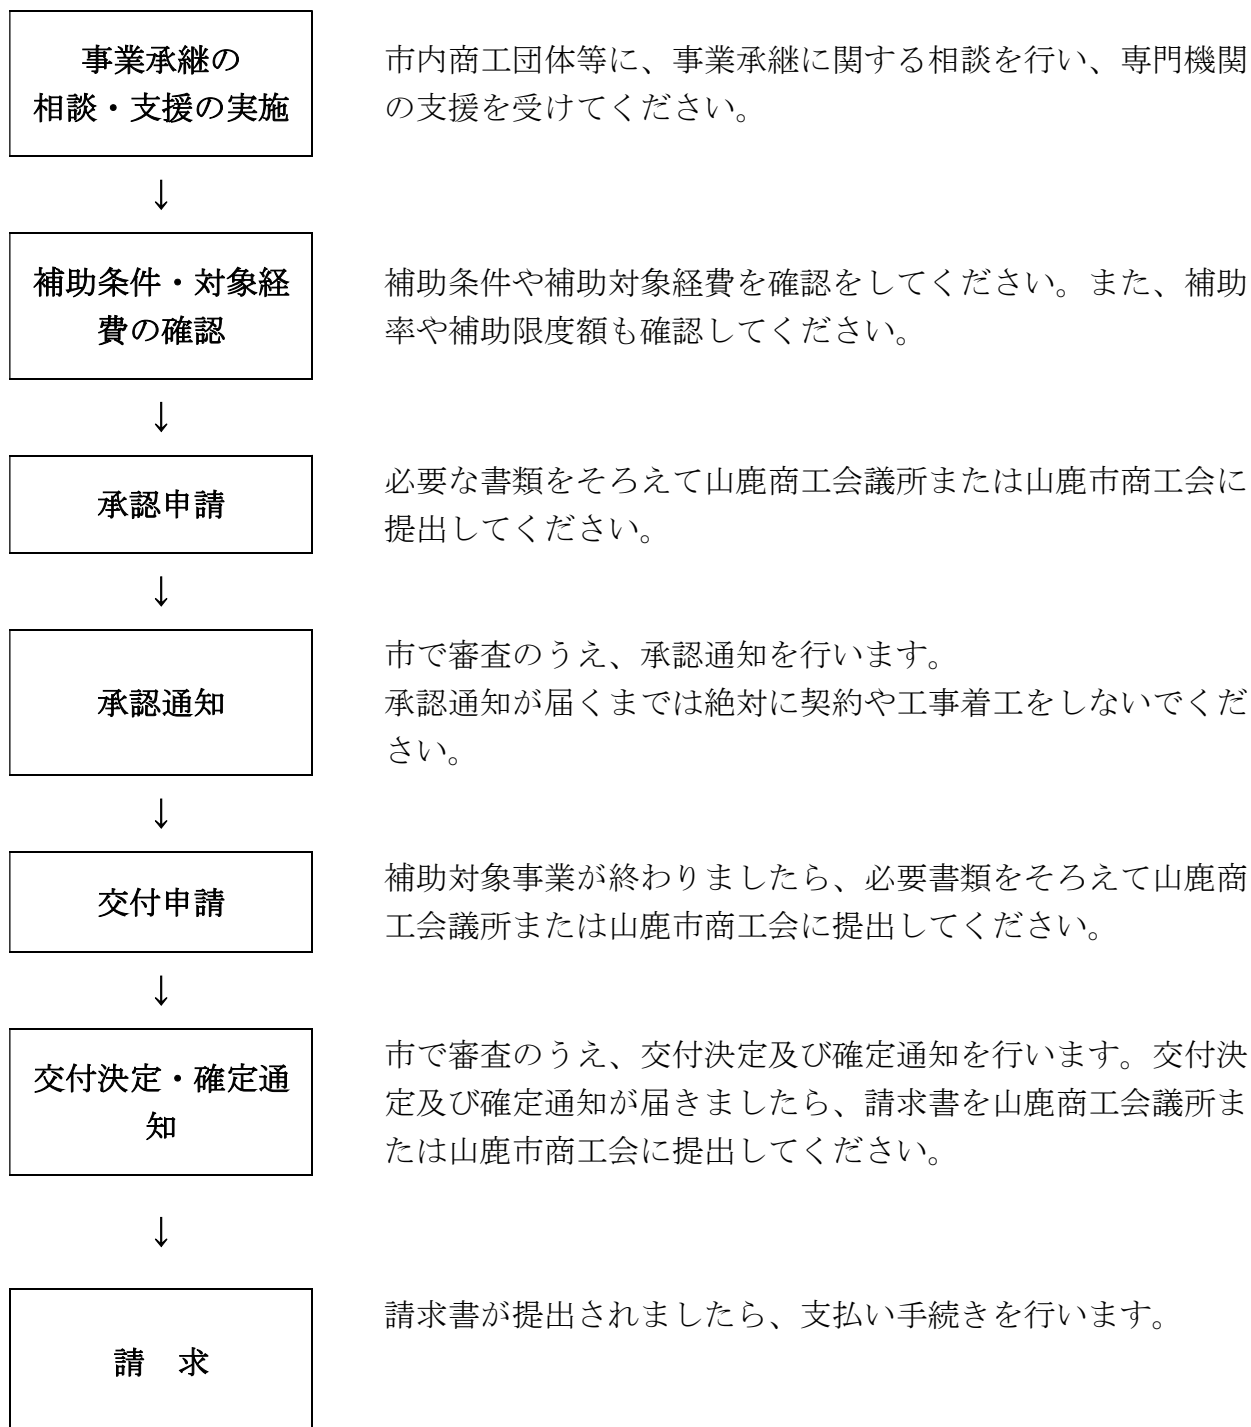 事業承継の
相談・支援の実施
市内商工団体等に、事業承継に関する相談を行い、専門機関
の支援を受けてください。
↓
補助条件・対象経
費の確認
補助条件や補助対象経費を確認をしてください。また、補助
率や補助限度額も確認してください。
↓
承認申請
必要な書類をそろえて山鹿商工会議所または山鹿市商工会に
提出してください。
↓
承認通知
市で審査のうえ、承認通知を行います。
承認通知が届くまでは絶対に契約や工事着工をしないでくだ
さい。
↓
交付申請
補助対象事業が終わりましたら、必要書類をそろえて山鹿商
工会議所または山鹿市商工会に提出してください。
↓
交付決定・確定通
知
市で審査のうえ、交付決定及び確定通知を行います。交付決
定及び確定通知が届きましたら、請求書を山鹿商工会議所ま
たは山鹿市商工会に提出してください。
↓
請　求
請求書が提出されましたら、支払い手続きを行います。